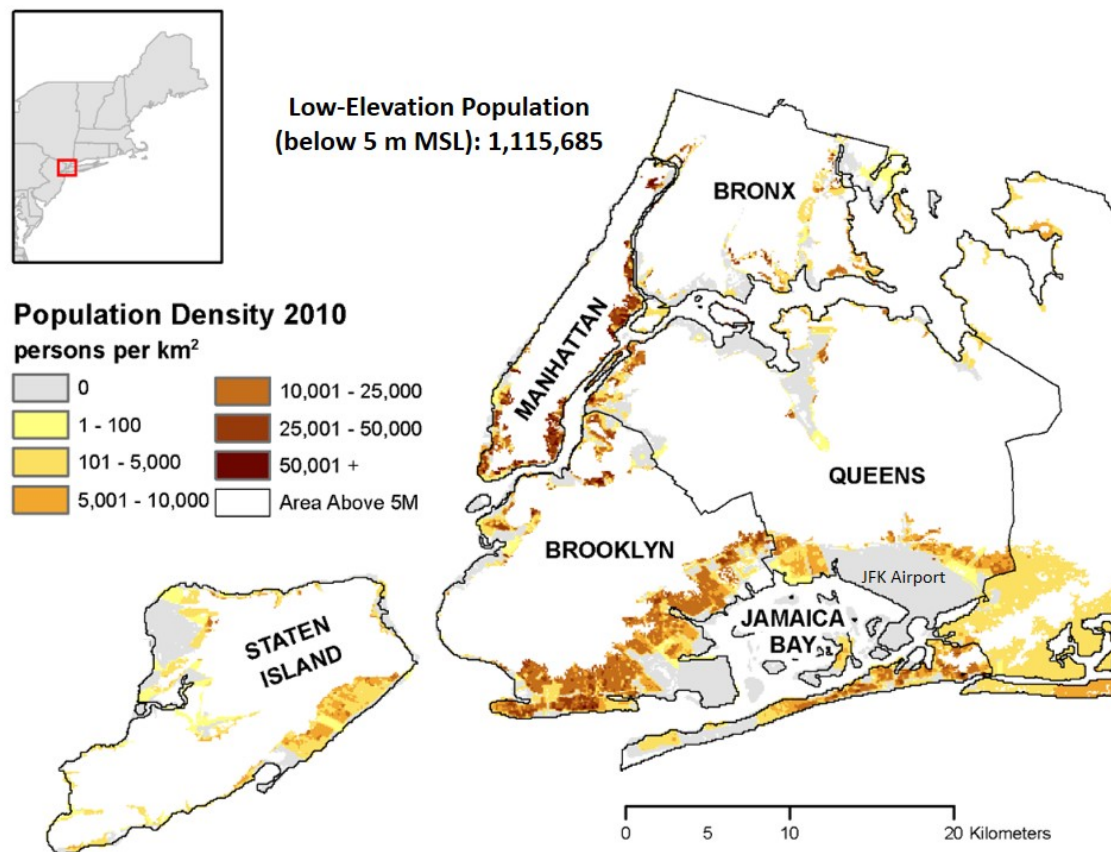 Low-Elevation Population
(below 5 m MSL): 1,115,685
BRONX
MANHATTAN
Population Density 2010
persons per km²
0
1 - 100
101 - 5,000
5,001 - 10,000
10,001 - 25,000
25,001 - 50,000
50,001 +
Area Above 5M
QUEENS
BROOKLYN
JFK Airport
JAMAICA
BAY
STATEN
ISLAND
0 5 10 20 Kilometers